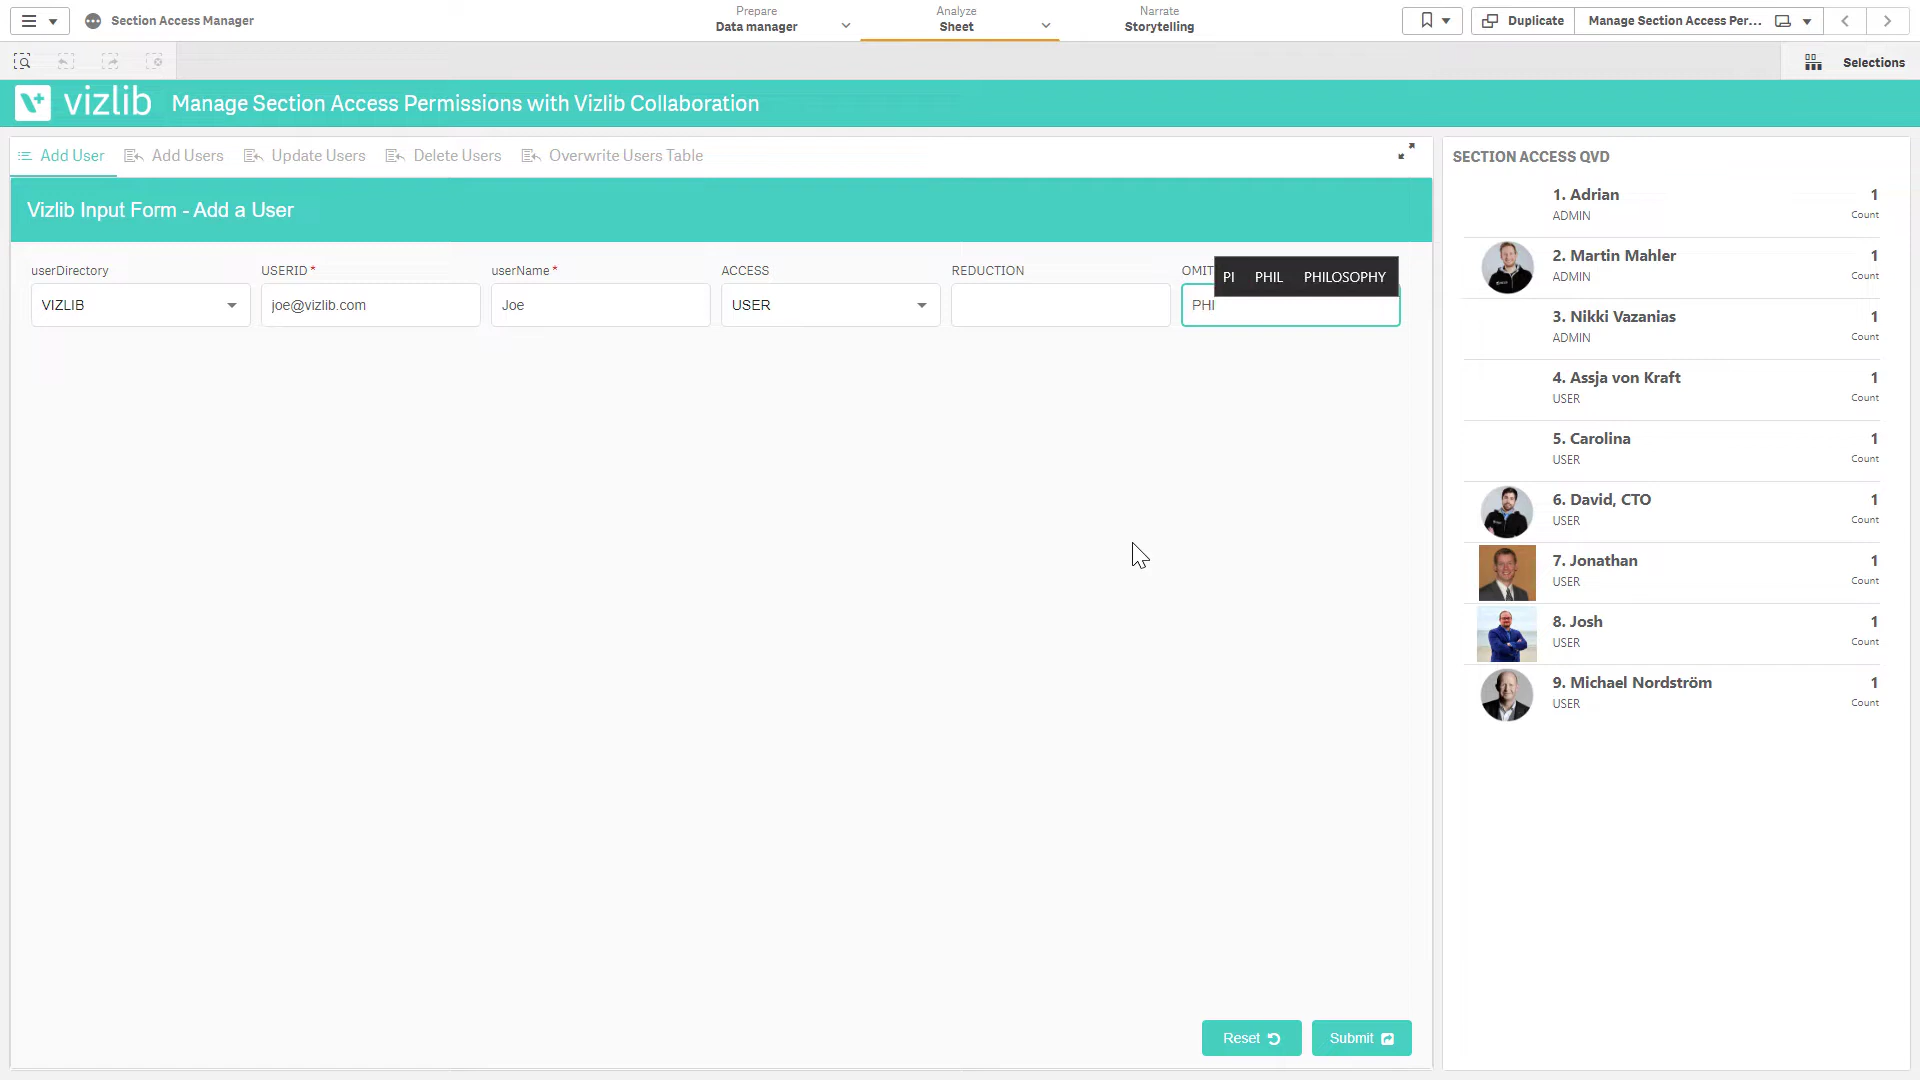 Section Access Manager
Prepare
Data manager
Analyze
Sheet
Narrate
Storytelling
Duplicate
Manage Section Access Per...
Selections
vizlib
Manage Section Access Permissions with Vizlib Collaboration
Add User
Add Users
Update Users
Delete Users
Overwrite Users Table
SECTION ACCESS QVD
Vizlib Input Form - Add a User
userDirectory
USERID *
userName *
ACCESS
REDUCTION
OMIT
PI PHIL PHILOSOPHY
VIZLIB
joe@vizlib.com
Joe
USER
PHI
1. Adrian
1
ADMIN
Count
2. Martin Mahler
1
ADMIN
Count
3. Nikki Vazanias
1
ADMIN
Count
4. Assja von Kraft
1
USER
Count
5. Carolina
1
USER
Count
6. David, CTO
1
USER
Count
7. Jonathan
1
USER
Count
8. Josh
1
USER
Count
9. Michael Nordström
1
USER
Count
Reset
Submit